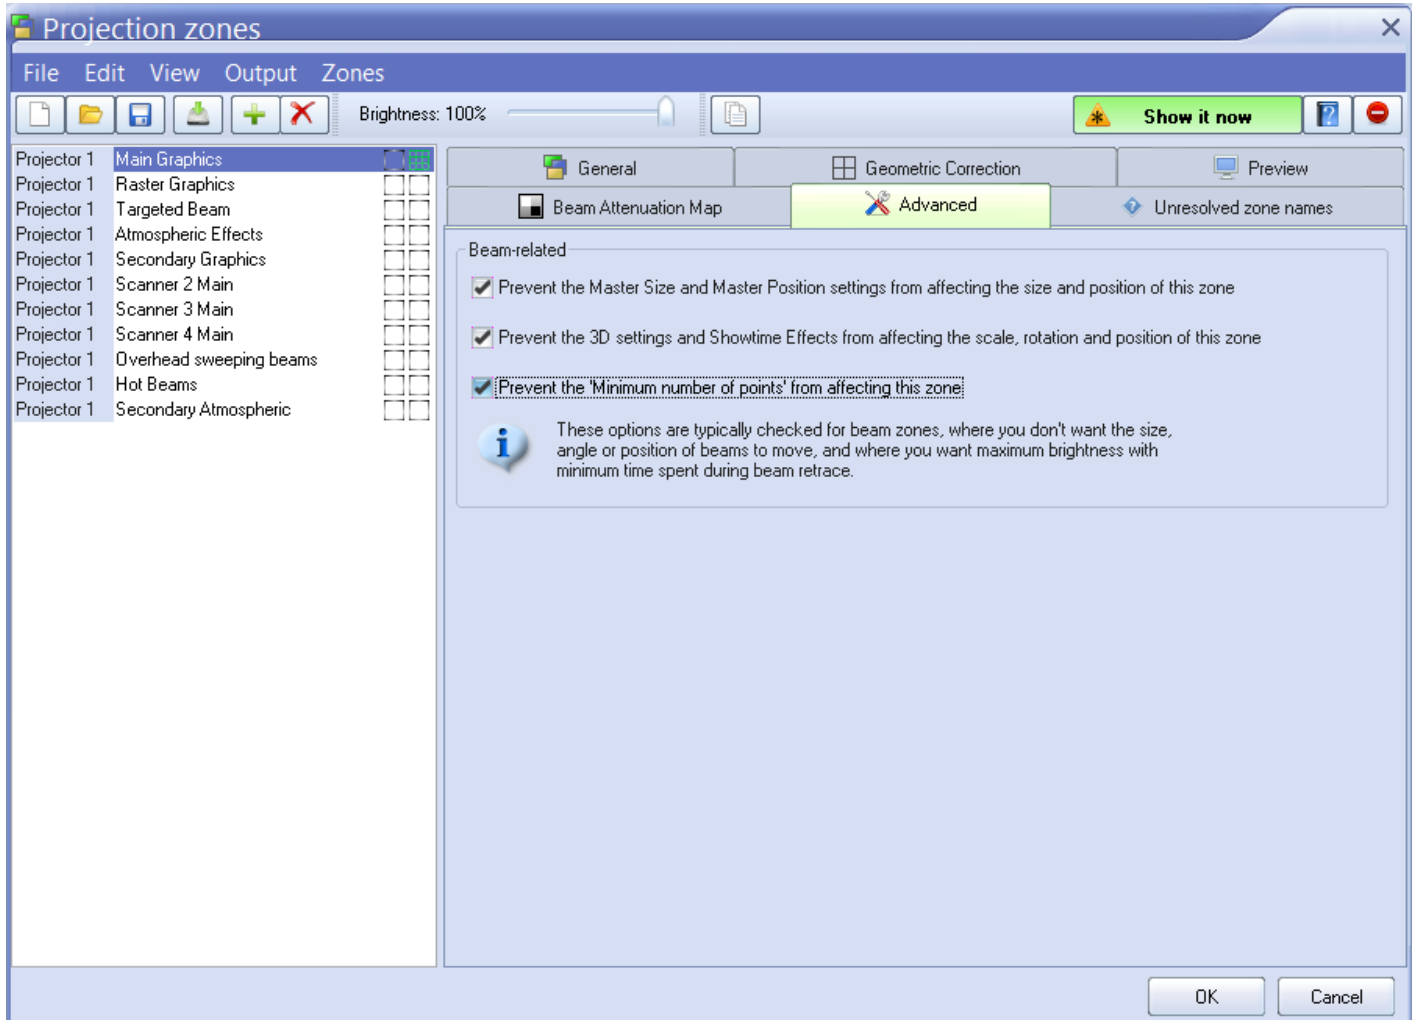 Projection zones
File Edit View Output Zones
Brightness: 100%
Show it now
Projector 1 Main Graphics
Projector 1 Raster Graphics
Projector 1 Targeted Beam
Projector 1 Atmospheric Effects
Projector 1 Secondary Graphics
Projector 1 Scanner 2 Main
Projector 1 Scanner 3 Main
Projector 1 Scanner 4 Main
Projector 1 Overhead sweeping beams
Projector 1 Hot Beams
Projector 1 Secondary Atmospheric
General Geometric Correction Preview
Beam Attenuation Map Advanced Unresolved zone names
Beam-related
Prevent the Master Size and Master Position settings from affecting the size and position of this zone
Prevent the 3D settings and Showtime Effects from affecting the scale, rotation and position of this zone
Prevent the 'Minimum number of points' from affecting this zone
These options are typically checked for beam zones, where you don't want the size,
angle or position of beams to move, and where you want maximum brightness with
minimum time spent during beam retrace.
OK Cancel